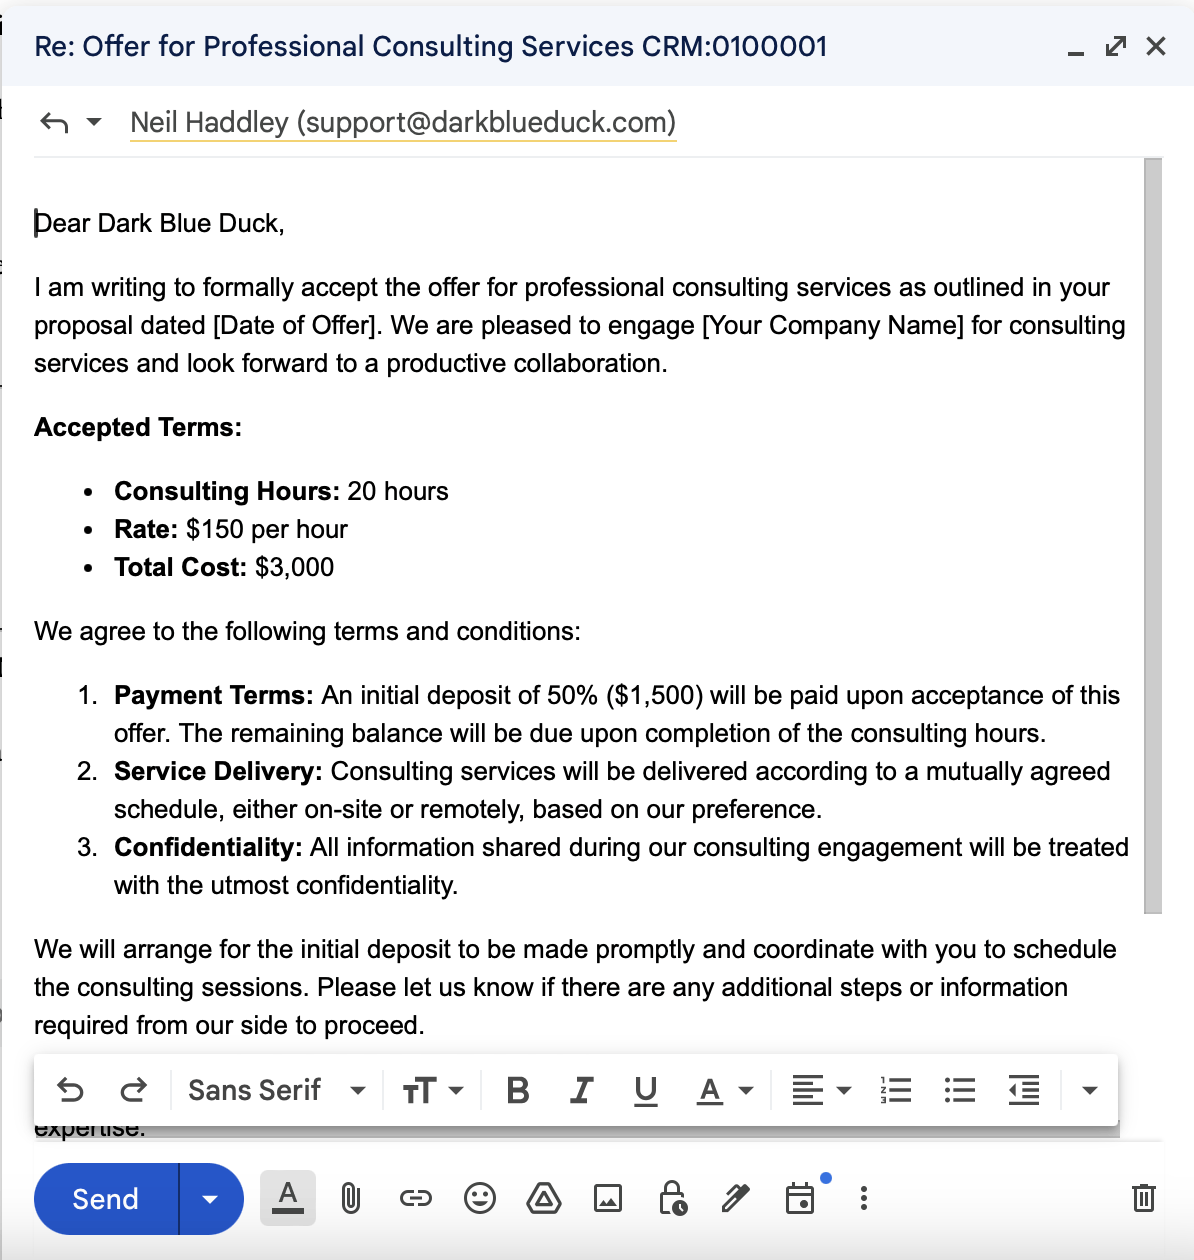 Re: Offer for Professional Consulting Services CRM:0100001
Neil Haddley (support@darkblueduck.com)
Dear Dark Blue Duck,
I am writing to formally accept the offer for professional consulting services as outlined in your
proposal dated [Date of Offer]. We are pleased to engage [Your Company Name] for consulting
services and look forward to a productive collaboration.
Accepted Terms:
• Consulting Hours: 20 hours
• Rate: $150 per hour
• Total Cost: $3,000
We agree to the following terms and conditions:
1. Payment Terms: An initial deposit of 50% ($1,500) will be paid upon acceptance of this
offer. The remaining balance will be due upon completion of the consulting hours.
2. Service Delivery: Consulting services will be delivered according to a mutually agreed
schedule, either on-site or remotely, based on our preference.
3. Confidentiality: All information shared during our consulting engagement will be treated
with the utmost confidentiality.
We will arrange for the initial deposit to be made promptly and coordinate with you to schedule
the consulting sessions. Please let us know if there are any additional steps or information
required from our side to proceed.
Sans Serif
expertise.
Send